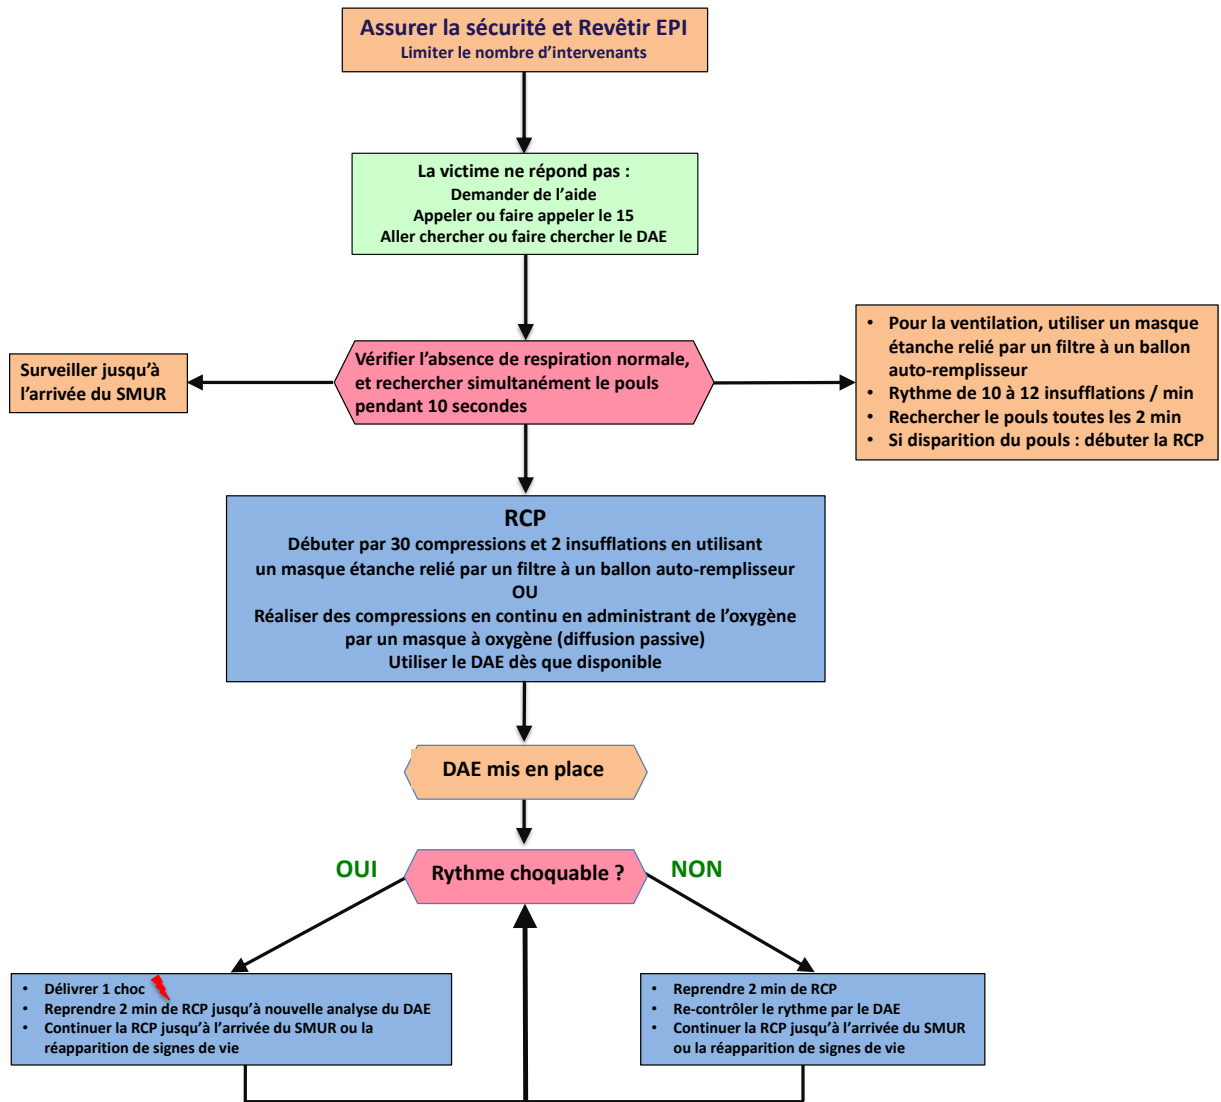 Assurer la sécurité et Revêtir EPI
Limiter le nombre d'intervenants
La victime ne répond pas :
Demander de l'aide
Appeler ou faire appeler le 15
Aller chercher ou faire chercher le DAE
Surveiller jusqu'à
l'arrivée du SMUR
Vérifier l'absence de respiration normale,
et rechercher simultanément le pouls
pendant 10 secondes
• Pour la ventilation, utiliser un masque
étanche relié par un filtre à un ballon
auto-remplisseur
• Rythme de 10 à 12 insufflations / min
• Rechercher le pouls toutes les 2 min
• Si disparition du pouls : débuter la RCP
RCP
Débuter par 30 compressions et 2 insufflations en utilisant
un masque étanche relié par un filtre à un ballon auto-remplisseur
OU
Réaliser des compressions en continu en administrant de l'oxygène
par un masque à oxygène (diffusion passive)
Utiliser le DAE dès que disponible
DAE mis en place
OUI
Rythme choquable ?
NON
• Délivrer 1 choc
• Reprendre 2 min de RCP jusqu'à nouvelle analyse du DAE
• Continuer la RCP jusqu'à l'arrivée du SMUR ou la
réapparition de signes de vie
• Reprendre 2 min de RCP
• Re-contrôler le rythme par le DAE
• Continuer la RCP jusqu'à l'arrivée du SMUR
ou la réapparition de signes de vie